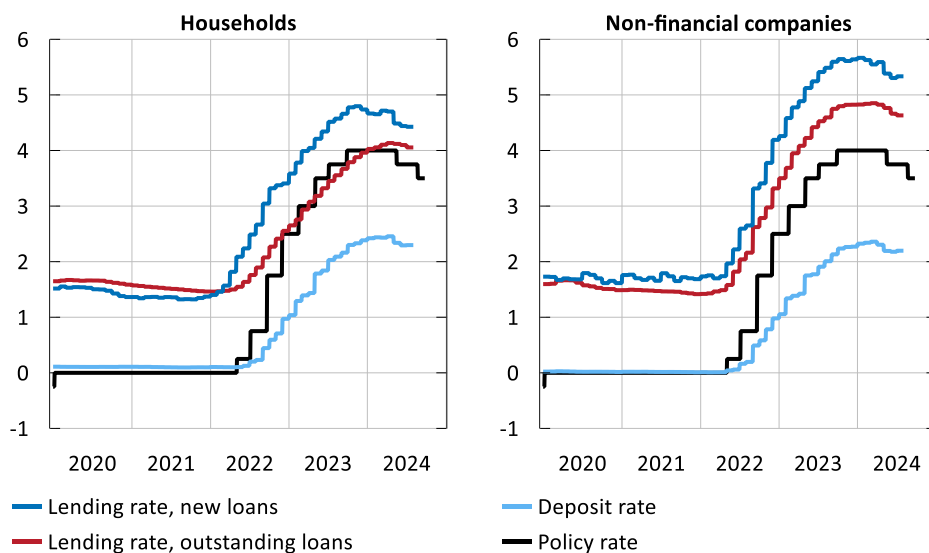 Households
6
5
4
3
2
1
0
-1
2020 2021 2022 2023 2024
Non-financial companies
6
5
4
3
2
1
0
-1
2020 2021 2022 2023 2024
Lending rate, new loans
Lending rate, outstanding loans
Deposit rate
Policy rate